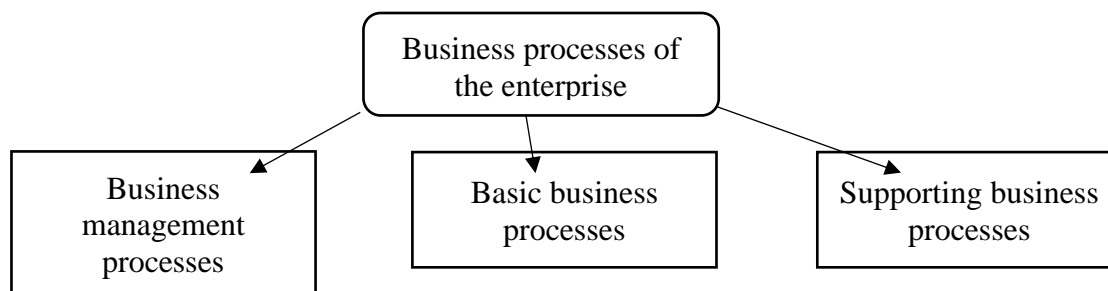 Business processes of
the enterprise
Business
management
processes
Basic business
processes
Supporting business
processes